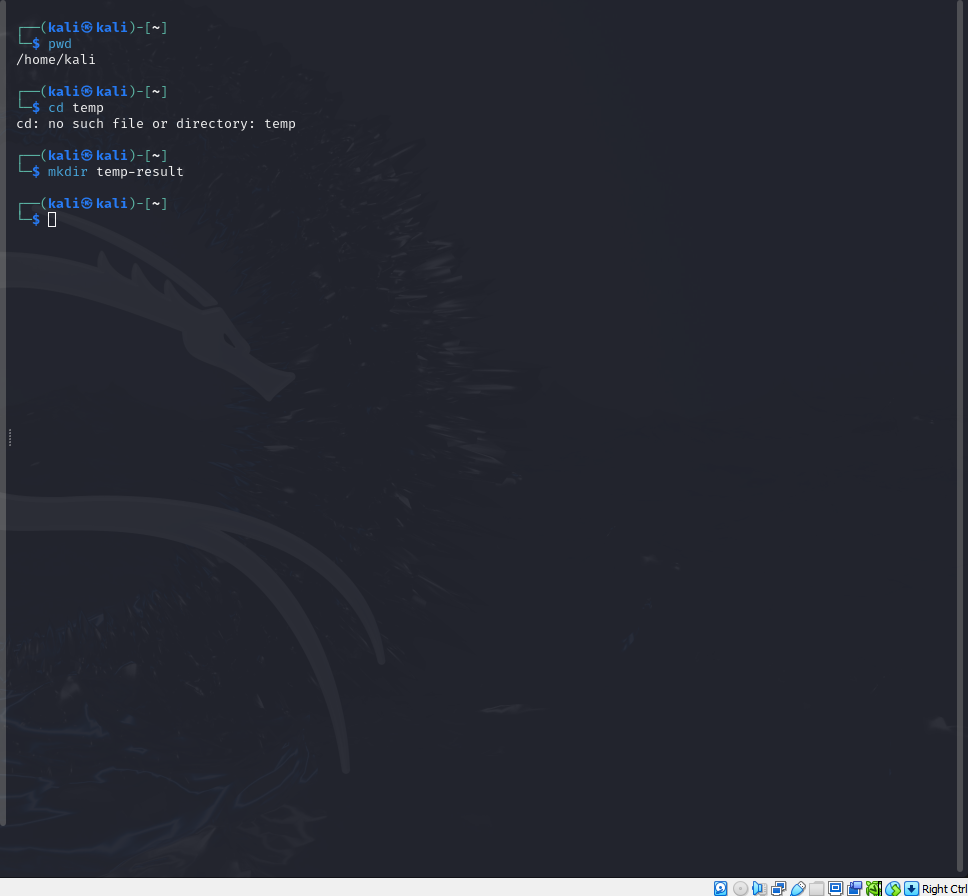 ┌──(kali㉿kali)-[~]
└─$ pwd
/home/kali
┌──(kali㉿kali)-[~]
└─$ cd temp
cd: no such file or directory: temp
┌──(kali㉿kali)-[~]
└─$ mkdir temp-result
┌──(kali㉿kali)-[~]
└─$
Right Ctrl